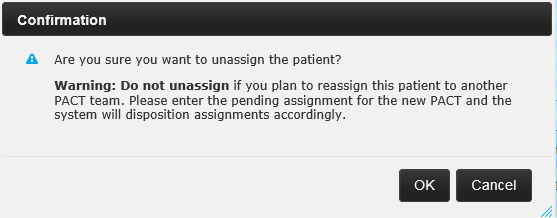 Confirmation
Are you sure you want to unassign the patient?
Warning: Do not unassign if you plan to reassign this patient to another
PACT team. Please enter the pending assignment for the new PACT and the
system will disposition assignments accordingly.
OK
Cancel